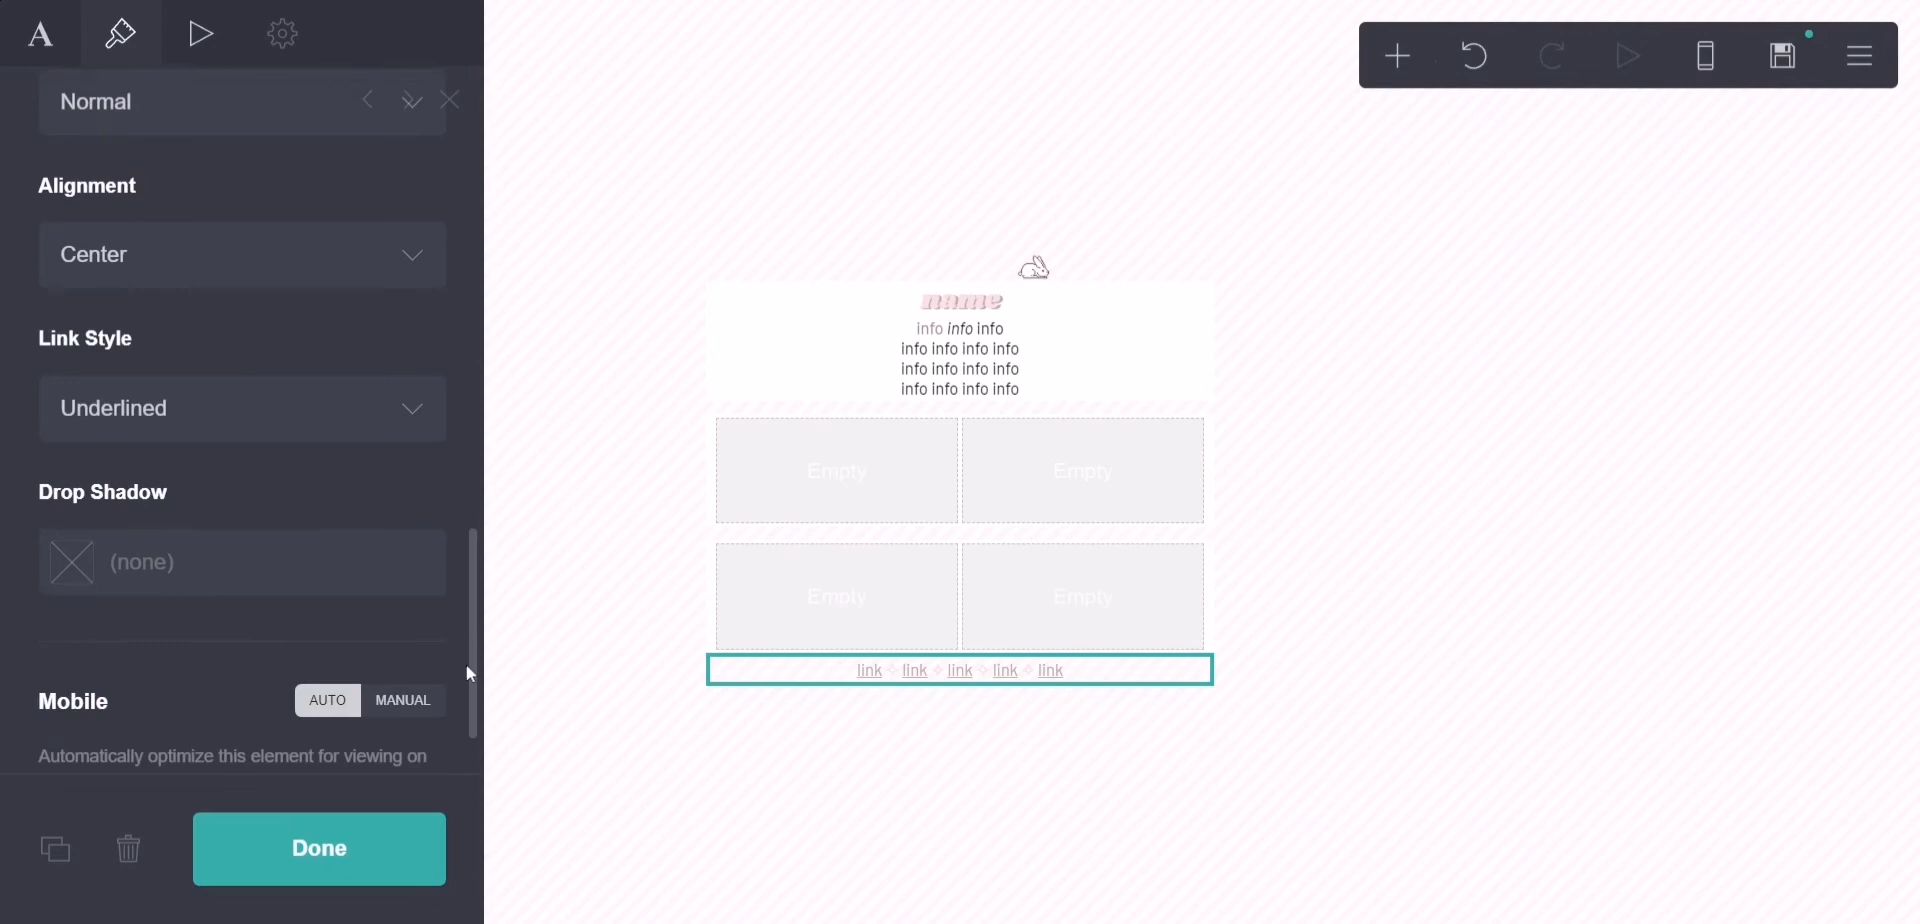 A
Normal
Alignment
Center
Link Style
Underlined
Drop Shadow
(none)
Mobile
AUTO
MANUAL
Automatically optimize this element for viewing on
Done
name
info info info
info info info info
info info info info
info info info info
Empty
Empty
Empty
Empty
link ✧ link ✧ link ✧ link ✧ link